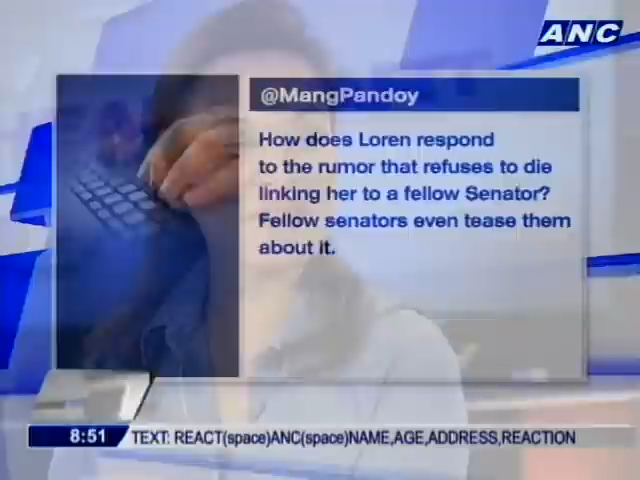 ANC
@MangPandoy
How does Loren respond
to the rumor that refuses to die
linking her to a fellow Senator?
Fellow senators even tease them
about it.
8:51 TEXT: REACT(space)ANC(space)NAME,AGE,ADDRESS,REACTION